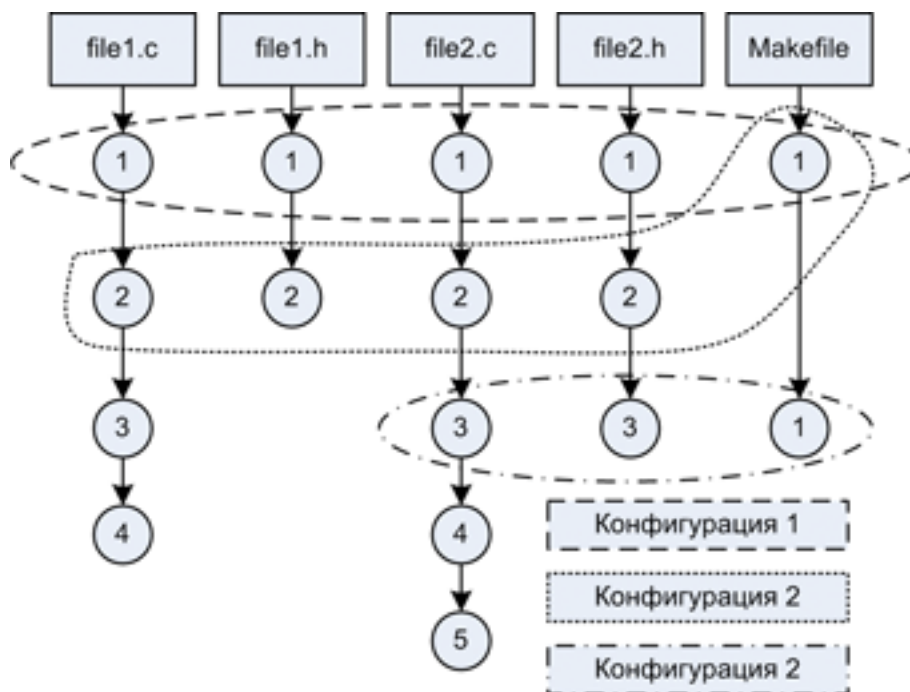 file1.c file1.h file2.c file2.h Makefile
1 1 1 1 1
2 2 2 2
3 3 3 1
4 4
Конфигурация 1
Конфигурация 2
5
Конфигурация 2